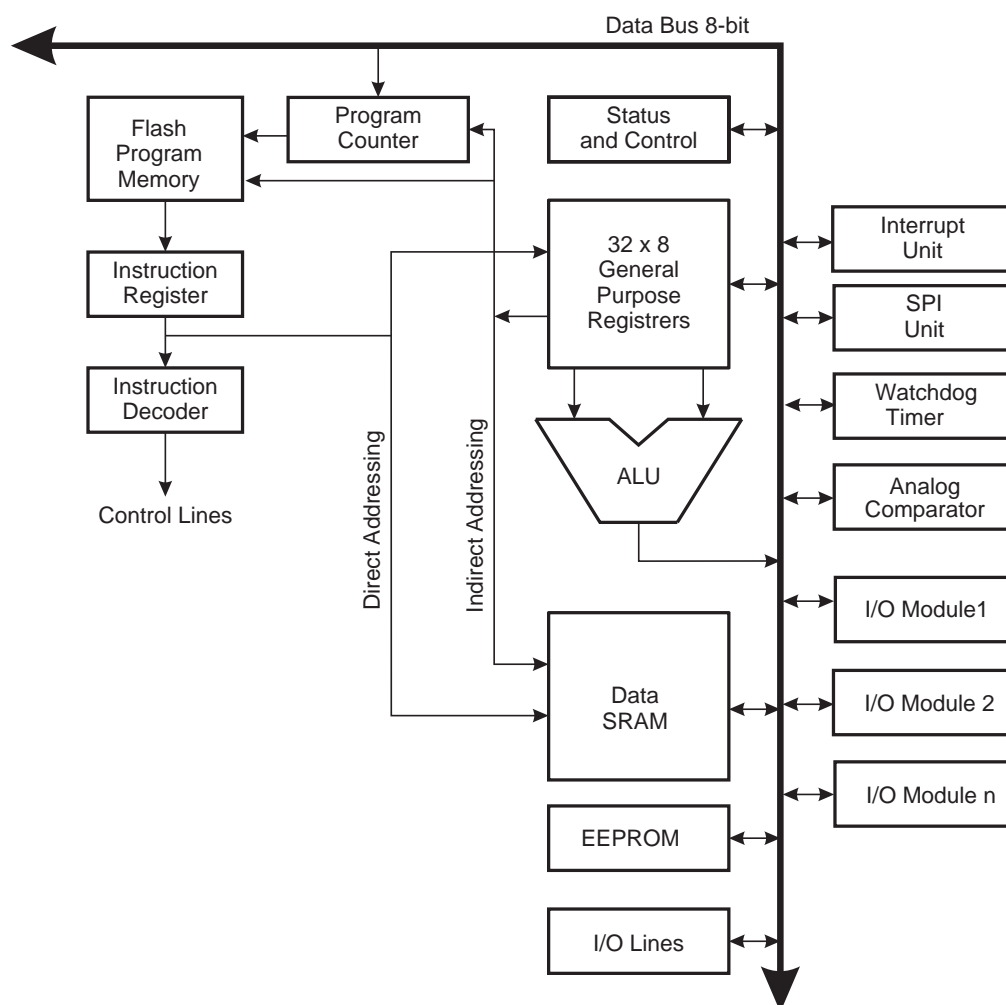 Data Bus 8-bit
Flash
Program
Memory
Program
Counter
Status
and Control
Instruction
Register
32 x 8
General
Purpose
Registrers
Interrupt
Unit
SPI
Unit
Instruction
Decoder
Watchdog
Timer
Control Lines
Direct Addressing
Indirect Addressing
ALU
Analog
Comparator
I/O Module1
Data
SRAM
I/O Module 2
I/O Module n
EEPROM
I/O Lines